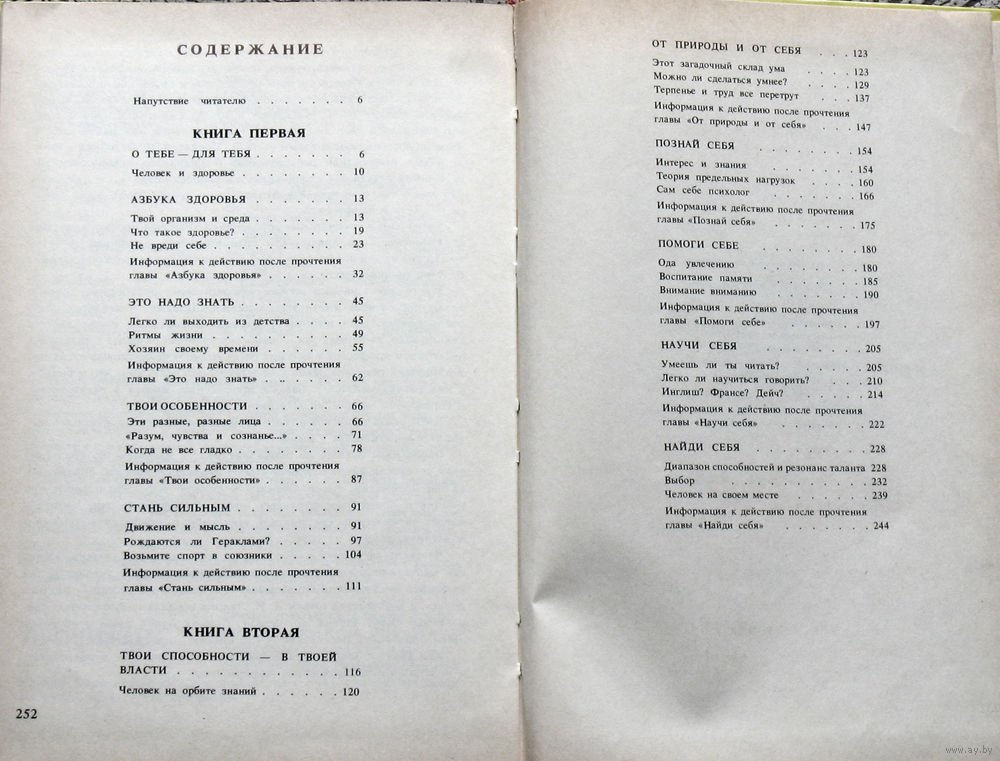 СОДЕРЖАНИЕ
Напутствие читателю . . . . . . . 6
КНИГА ПЕРВАЯ
О ТЕБЕ — ДЛЯ ТЕБЯ . . . . . . . 6
Человек и здоровье . . . . . . . . 10
АЗБУКА ЗДОРОВЬЯ . . . . . . . . 13
Твой организм и среда . . . . . . . 13
Что такое здоровье? . . . . . . . . 19
Не вреди себе . . . . . . . . . . 23
Информация к действию после прочтения
главы «Азбука здоровья» . . . . . . 32
ЭТО НАДО ЗНАТЬ . . . . . . . . 45
Легко ли выходить из детства . . . . 45
Ритмы жизни . . . . . . . . . . 49
Хозяин своему времени . . . . . . 55
Информация к действию после прочтения
главы «Это надо знать» . . . . . . 62
ТВОИ ОСОБЕННОСТИ . . . . . . . 66
Эти разные, разные лица . . . . . . 66
«Разум, чувства и сознанье...» . . . . 71
Когда не все гладко . . . . . . . . 78
Информация к действию после прочтения
главы «Твои особенности» . . . . . . 87
СТАНЬ СИЛЬНЫМ . . . . . . . . 91
Движение и мысль . . . . . . . . 91
Рождаются ли Гераклами? . . . . . 97
Возьмите спорт в союзники . . . . . 104
Информация к действию после прочтения
главы «Стань сильным» . . . . . . . 111
КНИГА ВТОРАЯ
ТВОИ СПОСОБНОСТИ — В ТВОЕЙ
ВЛАСТИ . . . . . . . . . . . . 116
Человек на орбите знаний . . . . . . 120
252
ОТ ПРИРОДЫ И ОТ СЕБЯ . . . 123
Этот загадочный склад ума . . . . 123
Можно ли сделаться умнее? . . . . 129
Терпенье и труд все перетрут . . . 137
Информация к действию после прочтения
главы «От природы и от себя» . . . 147
ПОЗНАЙ СЕБЯ . . . . . . . . 154
Интерес и знания . . . . . . . 154
Теория предельных нагрузок . . . . 160
Сам себе психолог . . . . . . . 166
Информация к действию после прочтения
главы «Познай себя» . . . . . . . 175
ПОМОГИ СЕБЕ . . . . . . . . 180
Ода увлечению . . . . . . . . 180
Воспитание памяти . . . . . . . 185
Внимание вниманию . . . . . . . 190
Информация к действию после прочтения
главы «Помоги себе» . . . . . . 197
НАУЧИ СЕБЯ . . . . . . . . 205
Умеешь ли ты читать? . . . . . 205
Легко ли научиться говорить? . . . . 210
Инглиш? Франсе? Дейч? . . . . . 214
Информация к действию после прочтения
главы «Научи себя» . . . . . . . 222
НАЙДИ СЕБЯ . . . . . . . . . 228
Диапазон способностей и резонанс таланта 228
Выбор . . . . . . . . . . . 232
Человек на своем месте . . . . . . 239
Информация к действию после прочтения
главы «Найди себя» . . . . . . . 244
www.ay.by